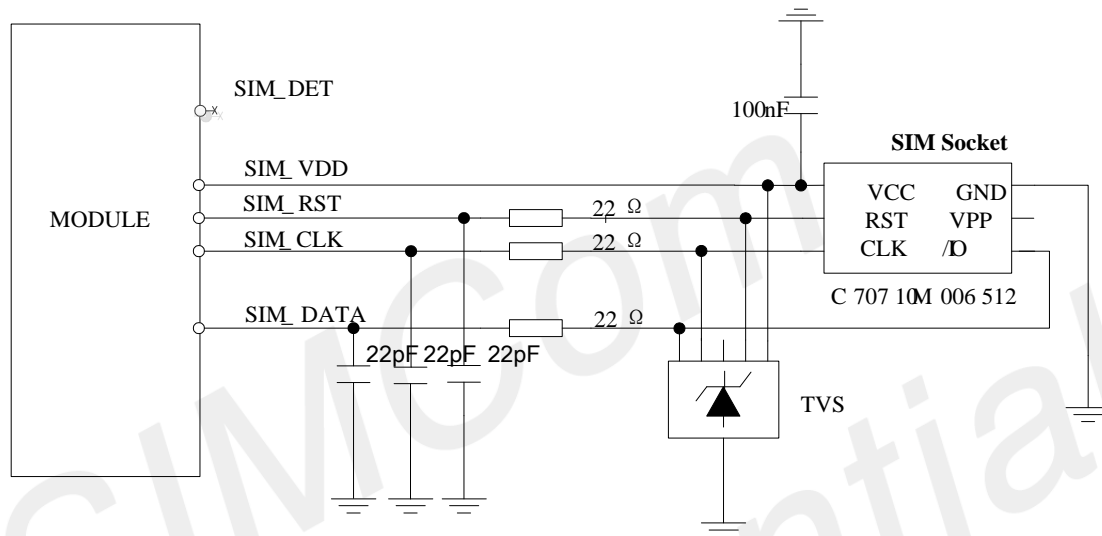 SIM_DET
100nF
SIM Socket
SIM_VDD
VCC GND
MODULE
SIM_RST
22 Ω
RST VPP
SIM_CLK
22 Ω
CLK I/O
C 707 10M 006 512
SIM_DATA
22 Ω
22pF 22pF 22pF
TVS
SIMCom